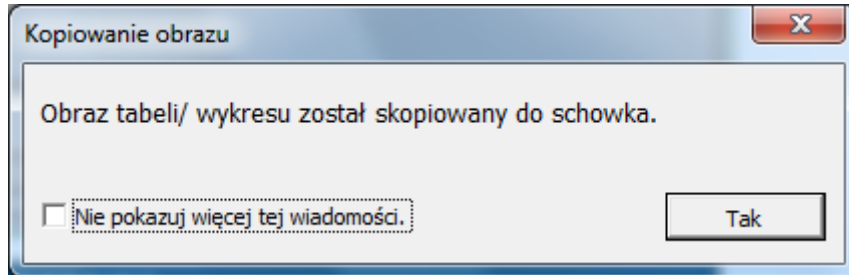 Kopiowanie obrazu
Obraz tabeli/ wykresu został skopiowany do schowka.
Nie pokazuj więcej tej wiadomości.
Tak